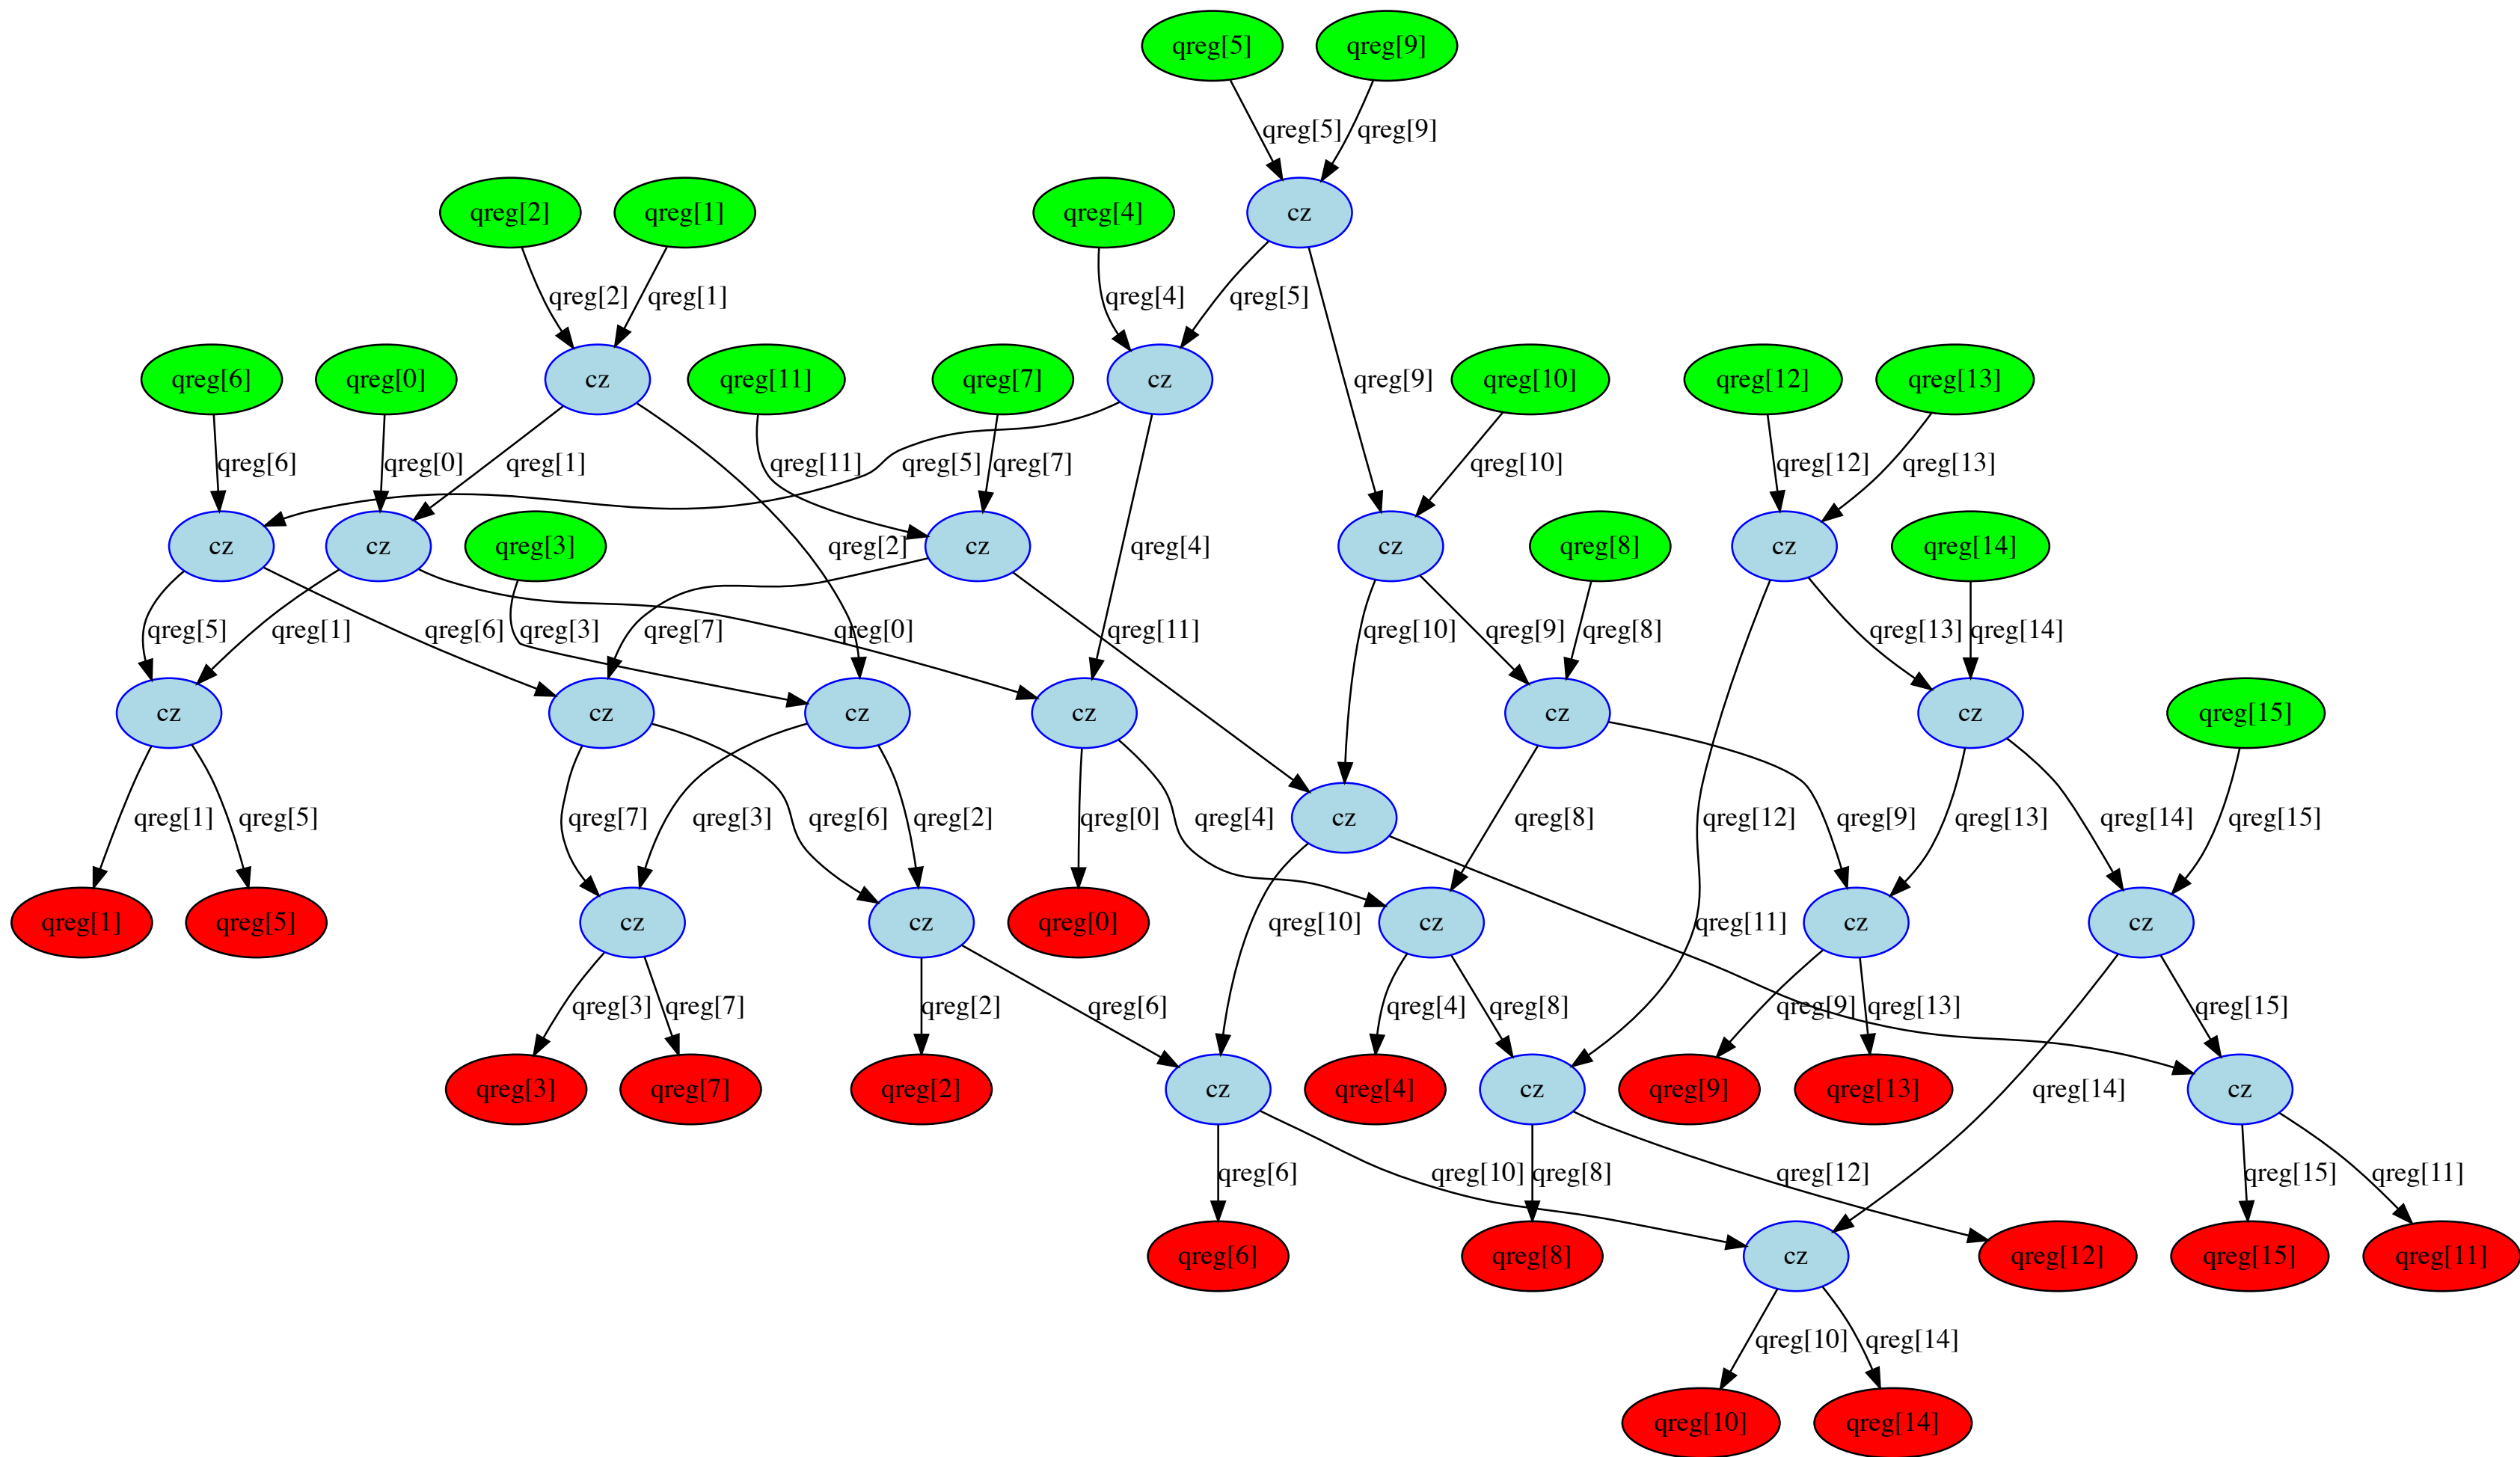 qreg[5] qreg[9]
qreg[5] qreg[9]
qreg[2] qreg[1] qreg[4] cz
qreg[2] qreg[1] qreg[4] qreg[5]
qreg[6] qreg[0] cz qreg[11] qreg[7] cz qreg[9] qreg[10] qreg[12] qreg[13]
qreg[6] qreg[0] qreg[1] qreg[11] qreg[5] qreg[7] qreg[10] qreg[12] qreg[13]
cz cz qreg[3] qreg[2] cz qreg[4] cz qreg[8] cz qreg[14]
qreg[5] qreg[1] qreg[6] qreg[3] qreg[7] qreg[0] qreg[11] qreg[10] qreg[9] qreg[8] qreg[13] qreg[14]
cz cz cz cz cz cz qreg[15]
qreg[1] qreg[5] qreg[7] qreg[3] qreg[6] qreg[2] qreg[0] qreg[4] cz qreg[8] qreg[12] qreg[9] qreg[13] qreg[14] qreg[15]
qreg[1] qreg[5] cz cz qreg[0] qreg[10] cz qreg[11] cz cz
qreg[3] qreg[7] qreg[2] qreg[6] qreg[4] qreg[8] qreg[9] qreg[13] qreg[15]
qreg[3] qreg[7] qreg[2] cz qreg[4] cz qreg[9] qreg[13] qreg[14] cz
qreg[6] qreg[10] qreg[8] qreg[12] qreg[15] qreg[11]
qreg[6] qreg[8] cz qreg[12] qreg[15] qreg[11]
qreg[10] qreg[14]
qreg[10] qreg[14]